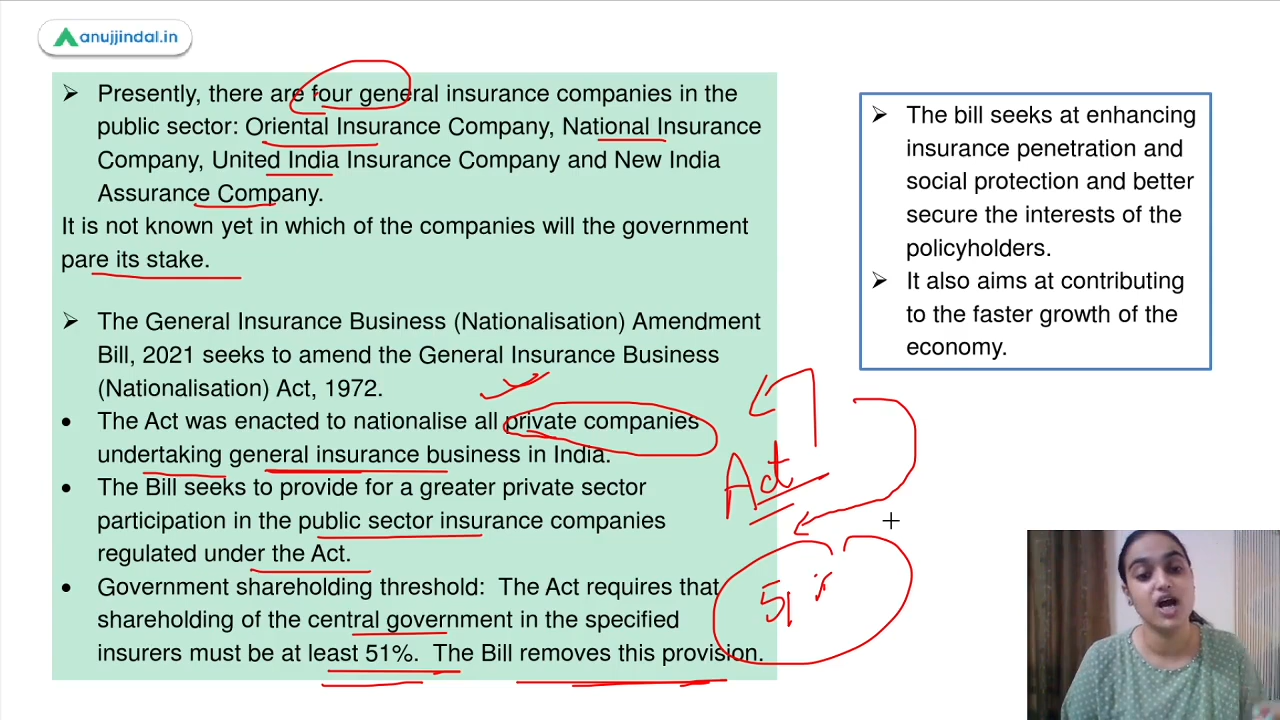 anujjindal.in
➢ Presently, there are four general insurance companies in the
public sector: Oriental Insurance Company, National Insurance
Company, United India Insurance Company and New India
Assurance Company.
It is not known yet in which of the companies will the government
pare its stake.
➢ The General Insurance Business (Nationalisation) Amendment
Bill, 2021 seeks to amend the General Insurance Business
(Nationalisation) Act, 1972.
• The Act was enacted to nationalise all private companies
undertaking general insurance business in India.
• The Bill seeks to provide for a greater private sector
participation in the public sector insurance companies
regulated under the Act.
• Government shareholding threshold: The Act requires that
shareholding of the central government in the specified
insurers must be at least 51%. The Bill removes this provision.
➢ The bill seeks at enhancing
insurance penetration and
social protection and better
secure the interests of the
policyholders.
➢ It also aims at contributing
to the faster growth of the
economy.
Act
51%